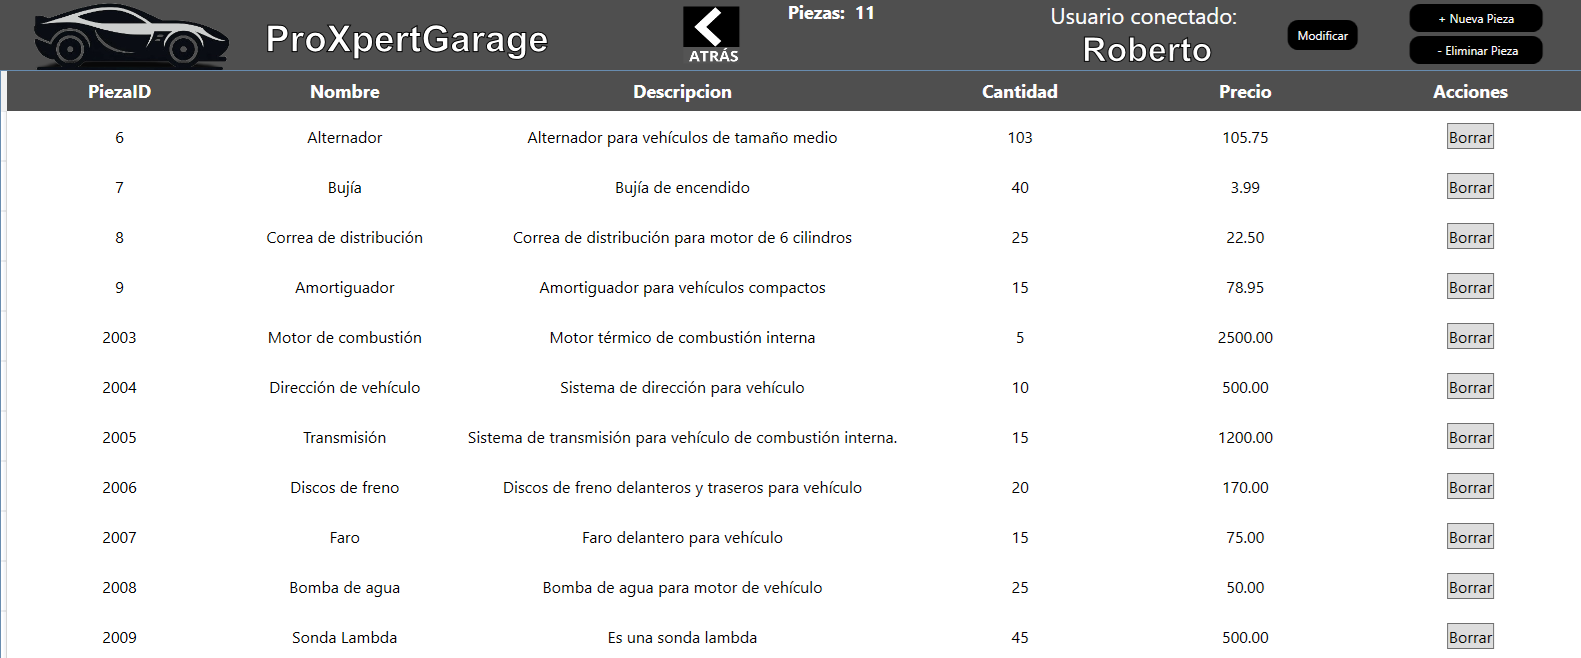 ProXpertGarage
ATRÁS
Piezas: 11
Usuario conectado:
Roberto
Modificar
+ Nueva Pieza
- Eliminar Pieza
PiezaID Nombre Descripcion Cantidad Precio Acciones
6 Alternador Alternador para vehículos de tamaño medio 103 105.75 Borrar
7 Bujía Bujía de encendido 40 3.99 Borrar
8 Correa de distribución Correa de distribución para motor de 6 cilindros 25 22.50 Borrar
9 Amortiguador Amortiguador para vehículos compactos 15 78.95 Borrar
2003 Motor de combustión Motor térmico de combustión interna 5 2500.00 Borrar
2004 Dirección de vehículo Sistema de dirección para vehículo 10 500.00 Borrar
2005 Transmisión Sistema de transmisión para vehículo de combustión interna. 15 1200.00 Borrar
2006 Discos de freno Discos de freno delanteros y traseros para vehículo 20 170.00 Borrar
2007 Faro Faro delantero para vehículo 15 75.00 Borrar
2008 Bomba de agua Bomba de agua para motor de vehículo 25 50.00 Borrar
2009 Sonda Lambda Es una sonda lambda 45 500.00 Borrar